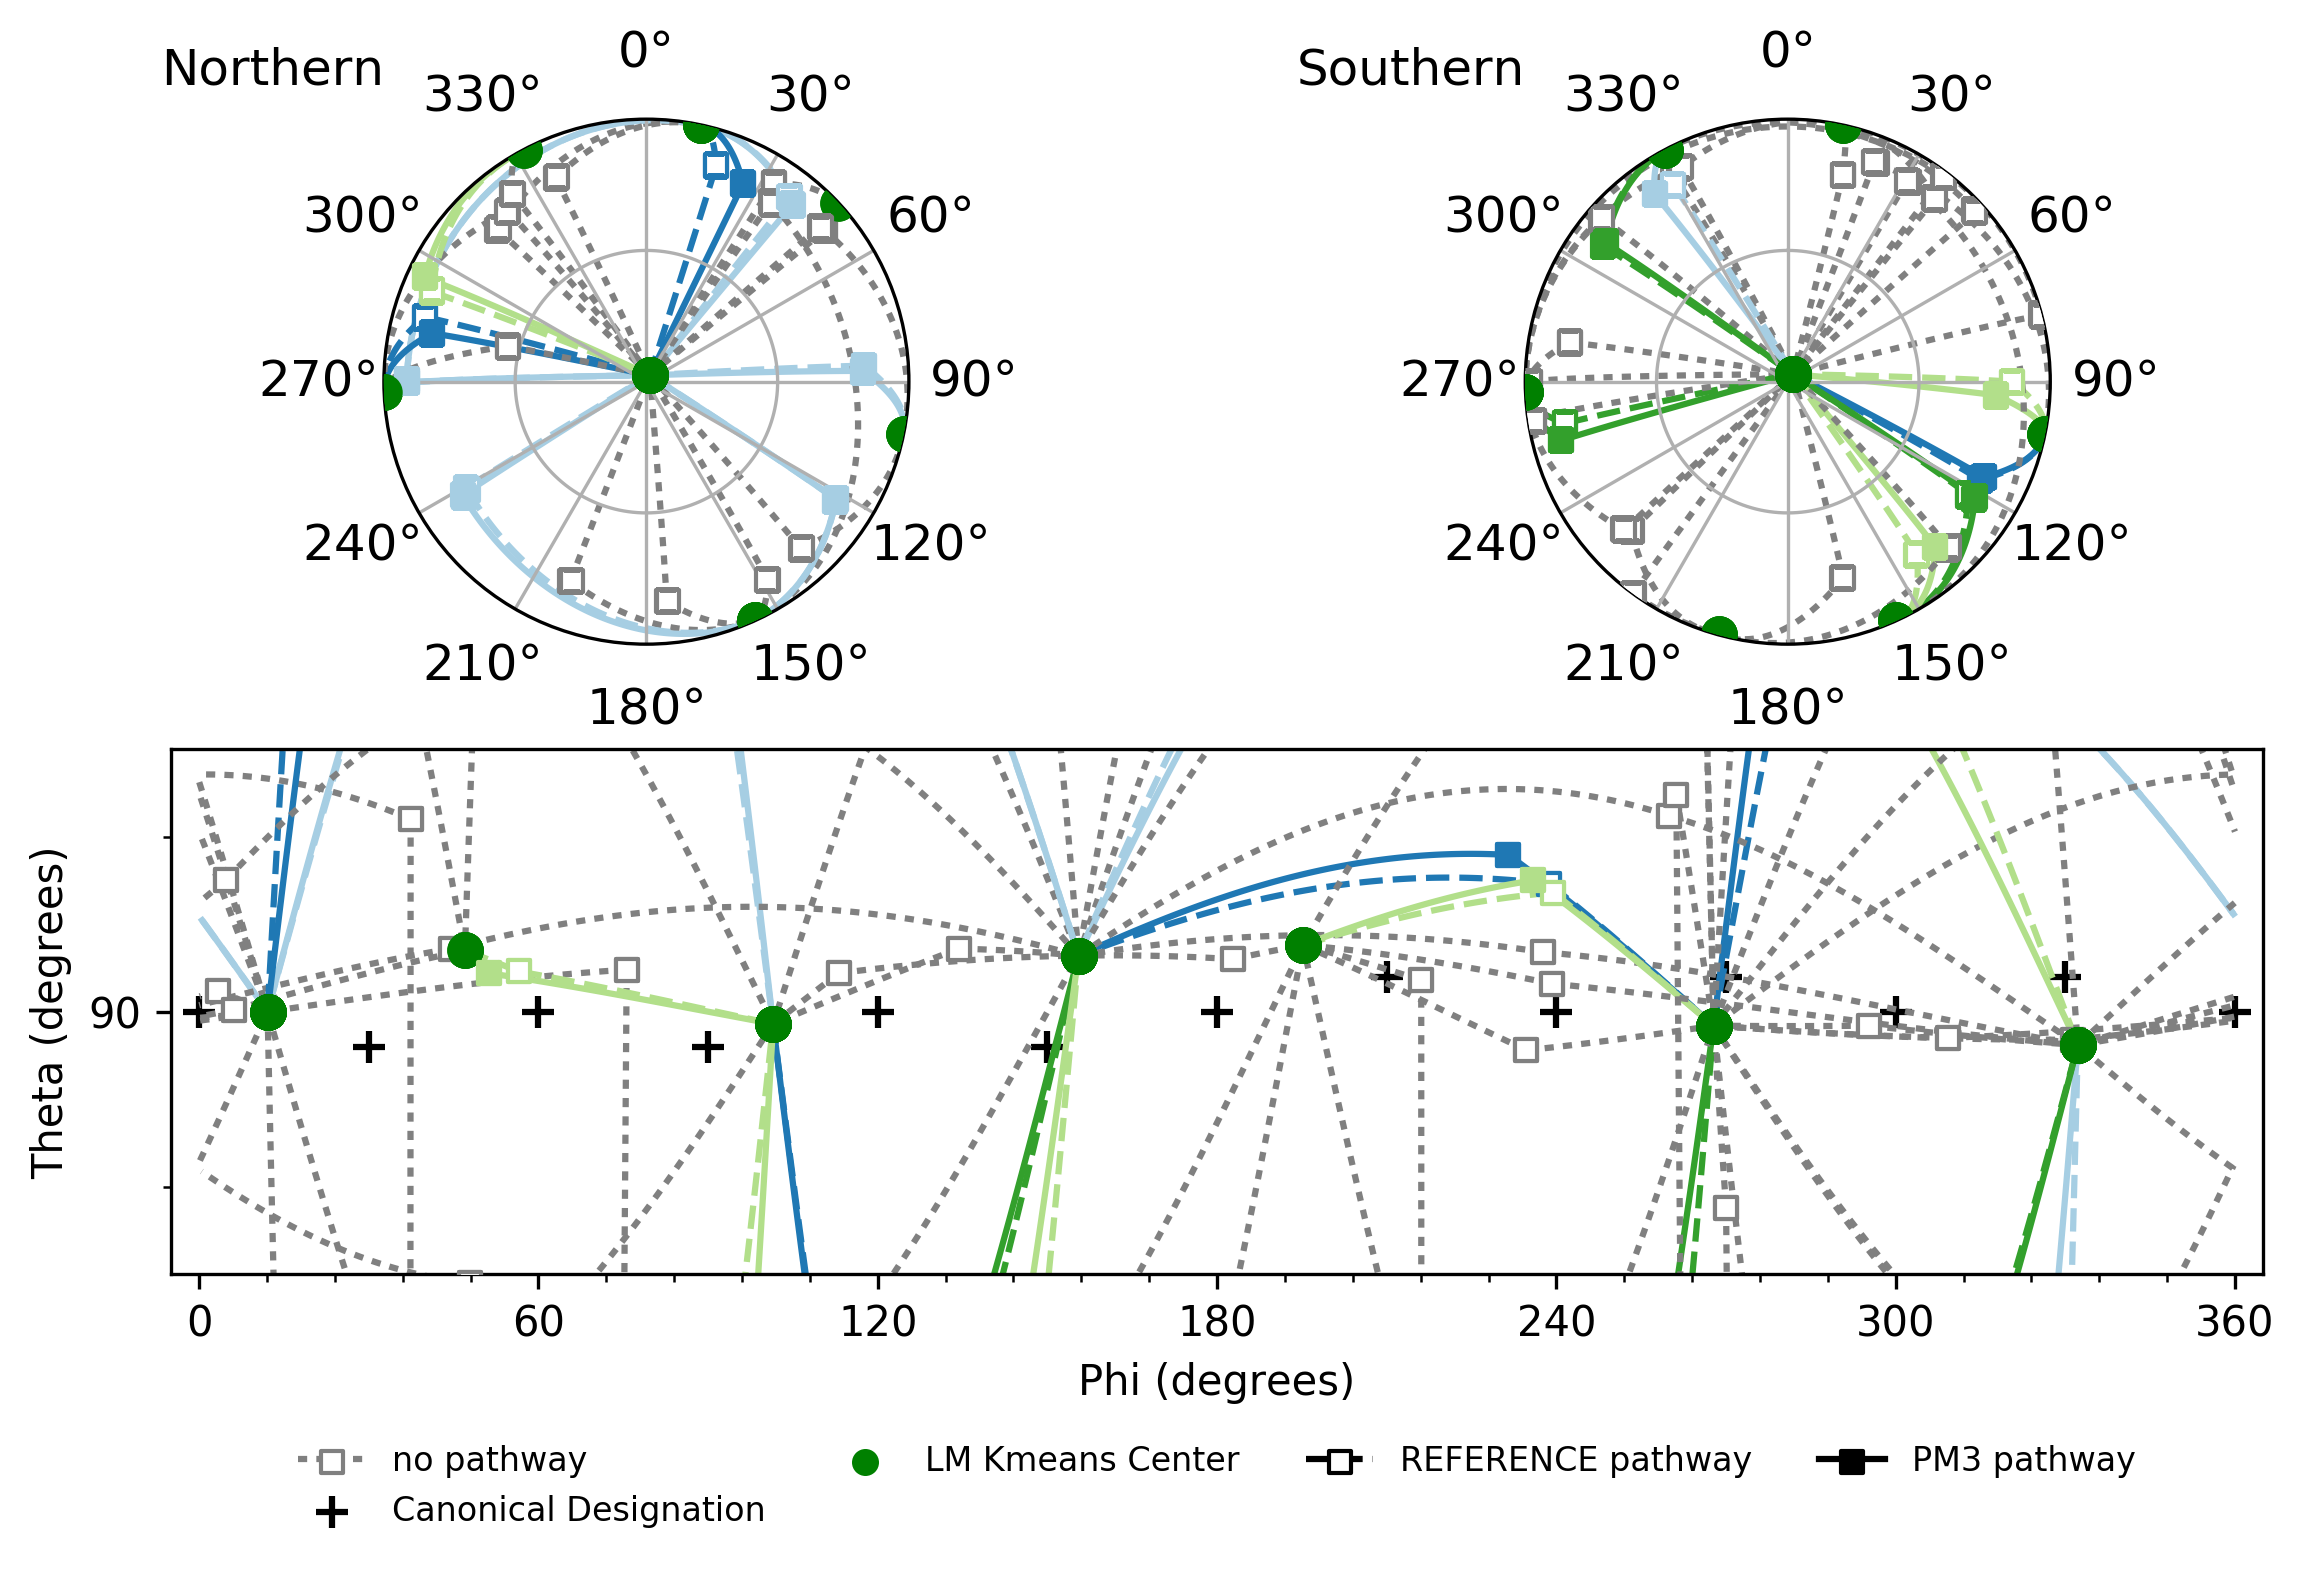 Northern
0°
330°
30°
300°
60°
270°
90°
240°
120°
210°
150°
180°
Southern
0°
330°
30°
300°
60°
270°
90°
240°
120°
210°
150°
180°
Theta (degrees)
90
0 60 120 180 240 300 360
Phi (degrees)
no pathway
Canonical Designation
LM Kmeans Center
REFERENCE pathway
PM3 pathway